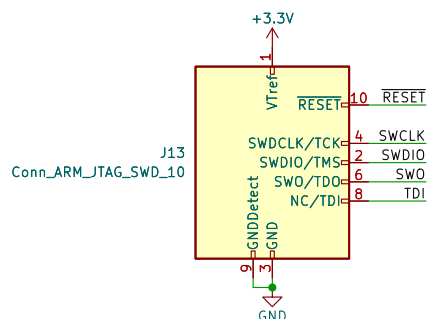 +3.3V
1
VTref
RESET
10
RESET
SWDCLK/TCK
4
SWCLK
J13
SWDIO/TMS
2
SWDIO
Conn_ARM_JTAG_SWD_10
SWO/TDO
6
SWO
NC/TDI
8
TDI
GNDDetect
GND
9
3
GND